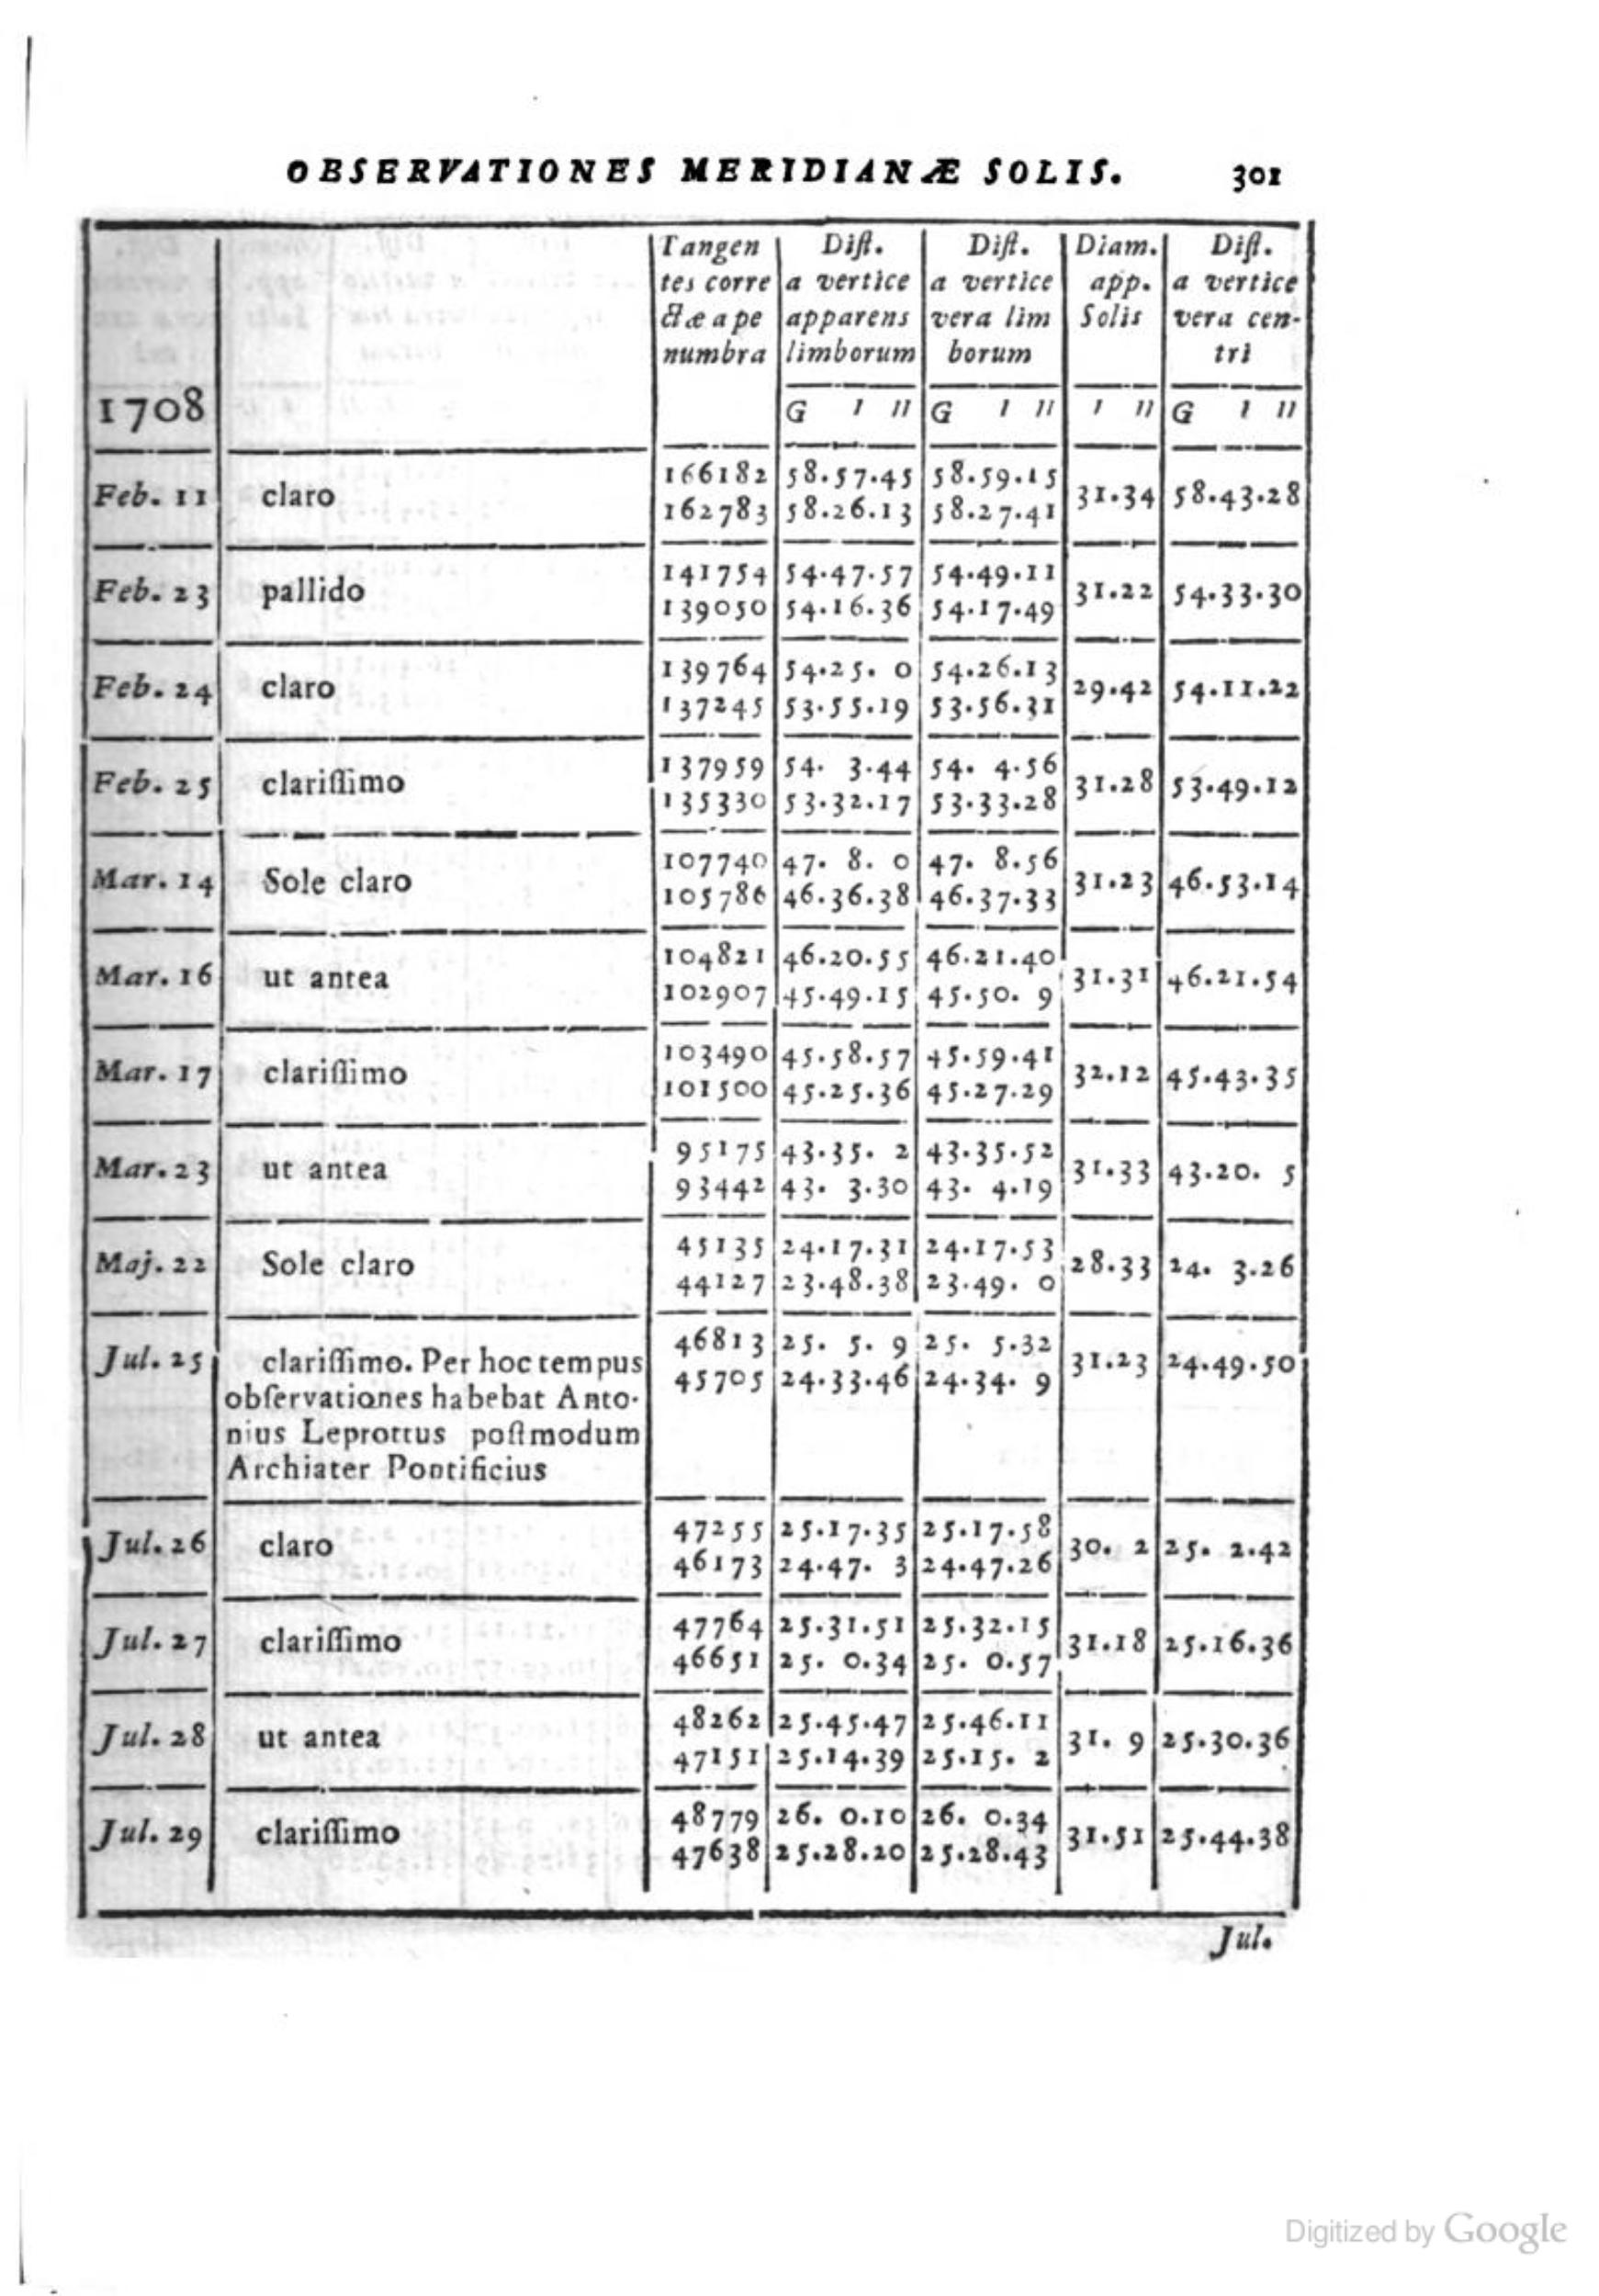 OBSERVATIONES MERIDIANÆ SOLIS. 301
1708 | | Tangen | Diſt. | Diſt. | Diam. | Diſt.
tes corre | a vertice | a vertice | app. | a vertice
ctæ a pe | apparens | vera lim | Solis | vera cen-
numbra | limborum | borum | | tri
G I II | G I II | I II | G I II
Feb. 11 | claro | 166182 | 58.57.45 | 58.59.15 | 31.34 | 58.43.28
162783 | 58.26.13 | 58.27.41
Feb. 23 | pallido | 141754 | 54.47.57 | 54.49.11 | 31.22 | 54.33.30
139050 | 54.16.36 | 54.17.49
Feb. 24 | claro | 139764 | 54.25. 0 | 54.26.13 | 29.42 | 54.11.22
137245 | 53.55.19 | 53.56.31
Feb. 25 | clariſſimo | 137959 | 54. 3.44 | 54. 4.56 | 31.28 | 53.49.12
135330 | 53.32.17 | 53.33.28
Mar. 14 | Sole claro | 107740 | 47. 8. 0 | 47. 8.56 | 31.23 | 46.53.14
105786 | 46.36.38 | 46.37.33
Mar. 16 | ut antea | 104821 | 46.20.55 | 46.21.40 | 31.31 | 46.21.54
102907 | 45.49.15 | 45.50. 9
Mar. 17 | clariſſimo | 103490 | 45.58.57 | 45.59.41 | 32.12 | 45.43.35
101500 | 45.25.36 | 45.27.29
Mar. 23 | ut antea | 95175 | 43.35. 2 | 43.35.52 | 31.33 | 43.20. 5
93442 | 43. 3.30 | 43. 4.19
Maj. 22 | Sole claro | 45135 | 24.17.31 | 24.17.53 | 28.33 | 24. 3.26
44127 | 23.48.38 | 23.49. 0
Jul. 25 | clariſſimo. Per hoc tempus | 46813 | 25. 5. 9 | 25. 5.32 | 31.23 | 24.49.50
obſervationes habebat Anto- | 45705 | 24.33.46 | 24.34. 9
nius Leprottus poſtmodum
Archiater Pontificius
Jul. 26 | claro | 47255 | 25.17.35 | 25.17.58 | 30. 2 | 25. 2.42
46173 | 24.47. 3 | 24.47.26
Jul. 27 | clariſſimo | 47764 | 25.31.51 | 25.32.15 | 31.18 | 25.16.36
46651 | 25. 0.34 | 25. 0.57
Jul. 28 | ut antea | 48262 | 25.45.47 | 25.46.11 | 31. 9 | 25.30.36
47151 | 25.14.39 | 25.15. 2
Jul. 29 | clariſſimo | 48779 | 26. 0.10 | 26. 0.34 | 31.51 | 25.44.38
47638 | 25.28.20 | 25.28.43
Jul.
Digitized by Google